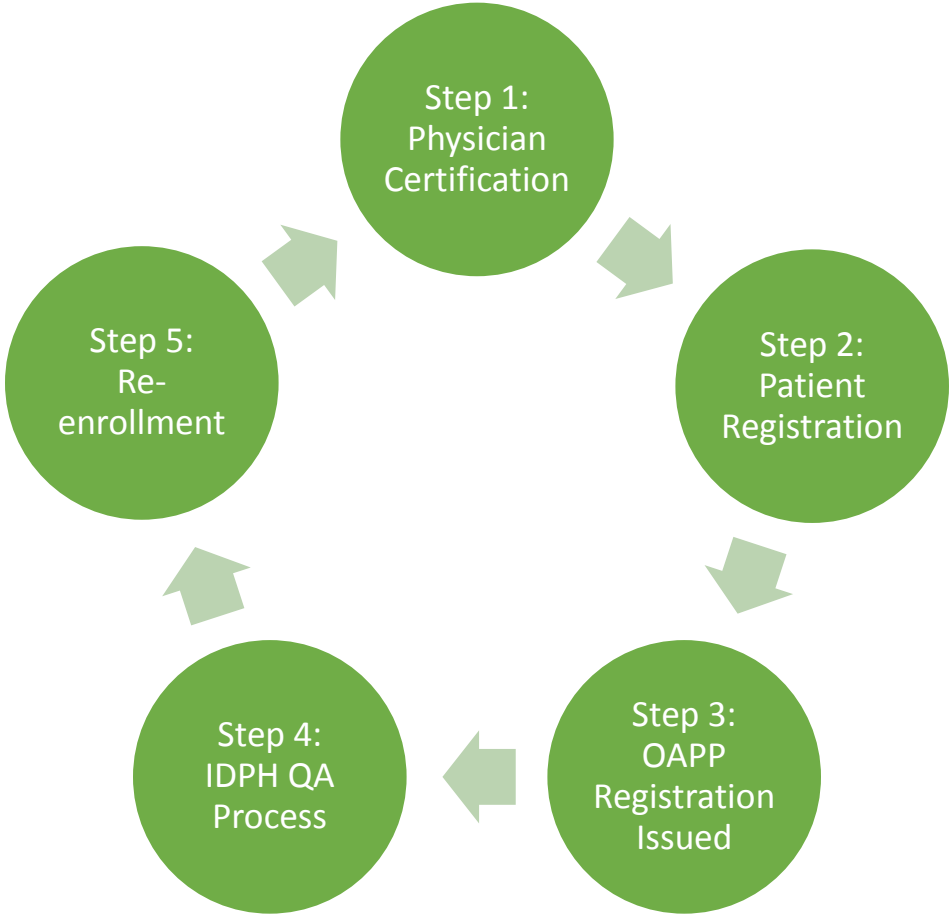 Step 1:
Physician
Certification
Step 2:
Patient
Registration
Step 3:
OAPP
Registration
Issued
Step 4:
IDPH QA
Process
Step 5:
Re-
enrollment